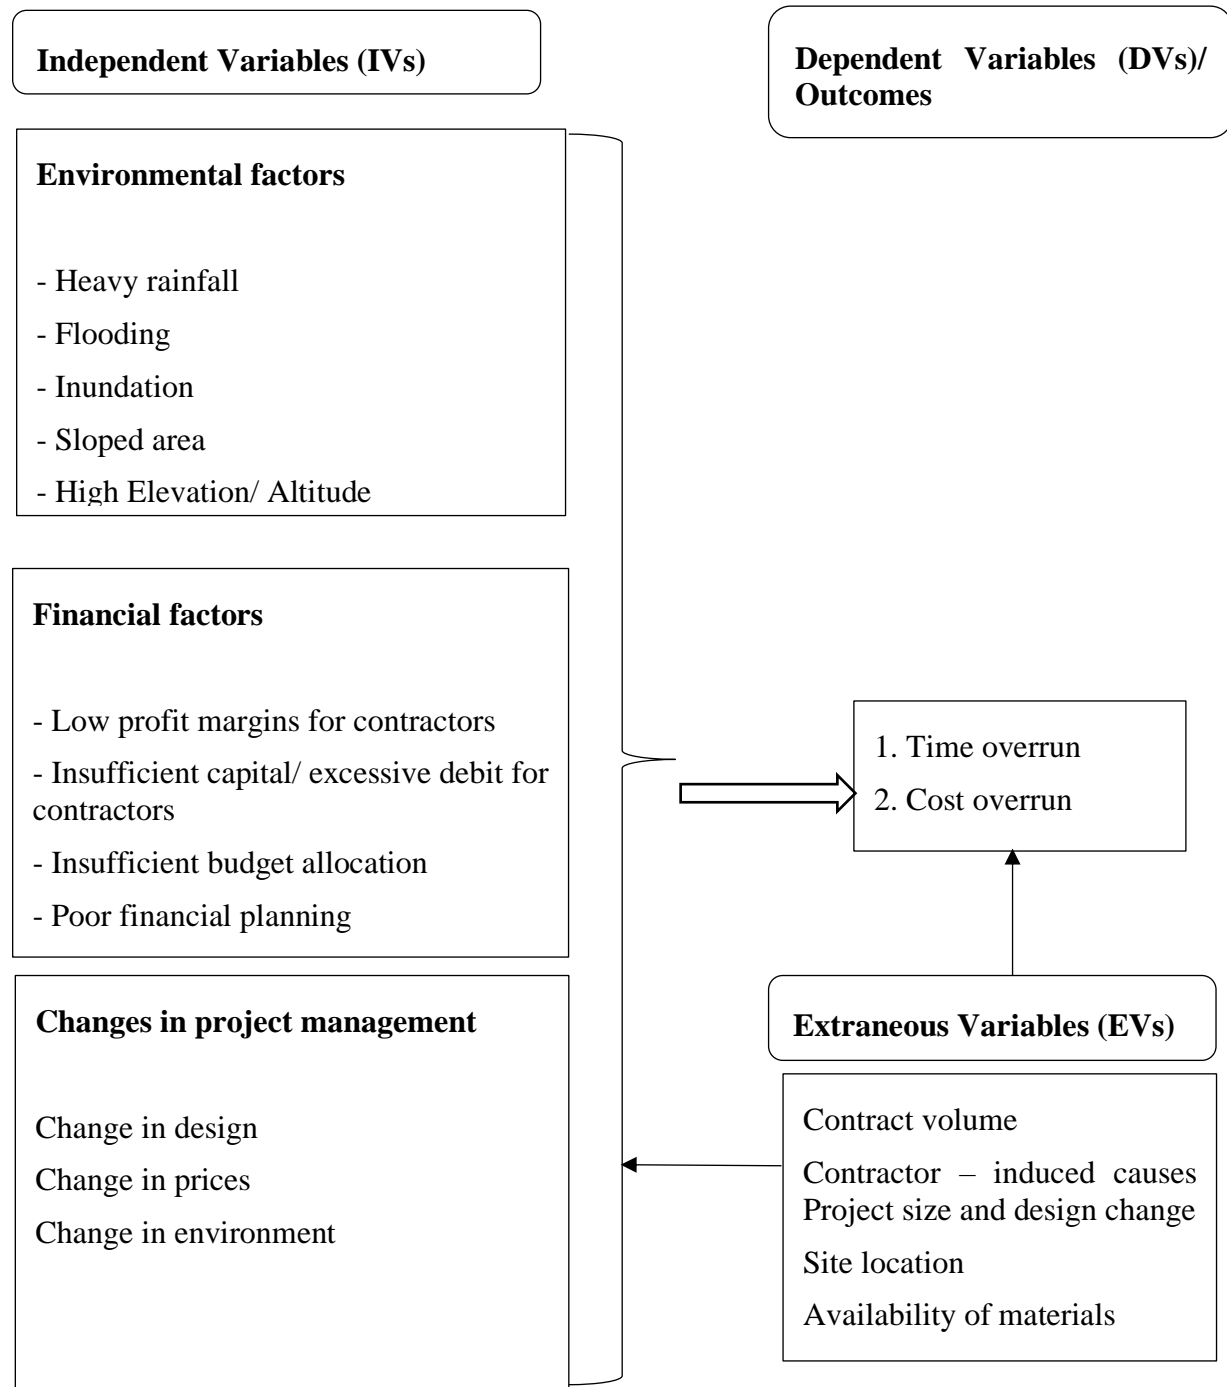 Independent Variables (IVs)
Dependent Variables (DVs)/
Outcomes
Environmental factors
- Heavy rainfall
- Flooding
- Inundation
- Sloped area
- High Elevation/ Altitude
Financial factors
- Low profit margins for contractors
- Insufficient capital/ excessive debit for
contractors
- Insufficient budget allocation
- Poor financial planning
1. Time overrun
2. Cost overrun
Changes in project management
Change in design
Change in prices
Change in environment
Extraneous Variables (EVs)
Contract volume
Contractor – induced causes
Project size and design change
Site location
Availability of materials